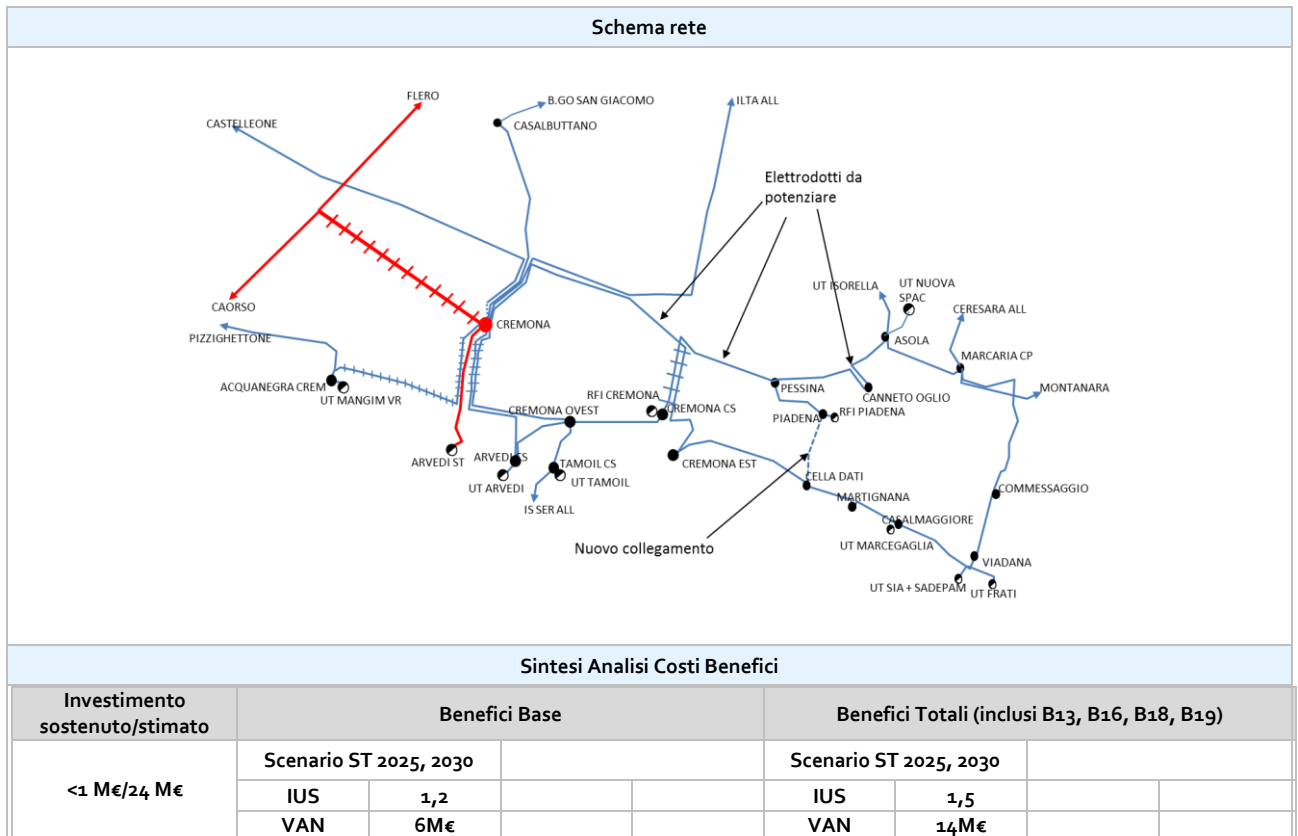 Schema rete
FLERO
B.GO SAN GIACOMO
ILTA ALL
CASTELLEONE
CASALBUTTANO
Elettrodotti da
potenziare
UT ISORELLA
UT NUOVA
SPAC
CERESARA ALL
CAORSO
CREMONA
PIZZIGHETTONE
ASOLA
MARCARIA CP
ACQUANEGRA CREM
UT MANGIM VR
PESSINA
CANNETO OGLIO
MONTANARA
RFI CREMONA
CREMONA CS
CREMONA OVEST
PIADENA
RFI PIADENA
ARVEDI ST
ARVEDI CS
TAMOIL CS
CREMONA EST
UT ARVEDI
UT TAMOIL
CELLA DATI
COMMESSAGGIO
MARTIGNANA
IS SER ALL
CASALMAGGIORE
Nuovo collegamento
UT MARCEGAGLIA
VIADANA
UT SIA + SADEPAM
UT FRATI
Sintesi Analisi Costi Benefici
Investimento
sostenuto/stimato
Benefici Base
Benefici Totali (inclusi B13, B16, B18, B19)
<1 M€/24 M€
Scenario ST 2025, 2030
Scenario ST 2025, 2030
IUS 1,2 IUS 1,5
VAN 6M€ VAN 14M€